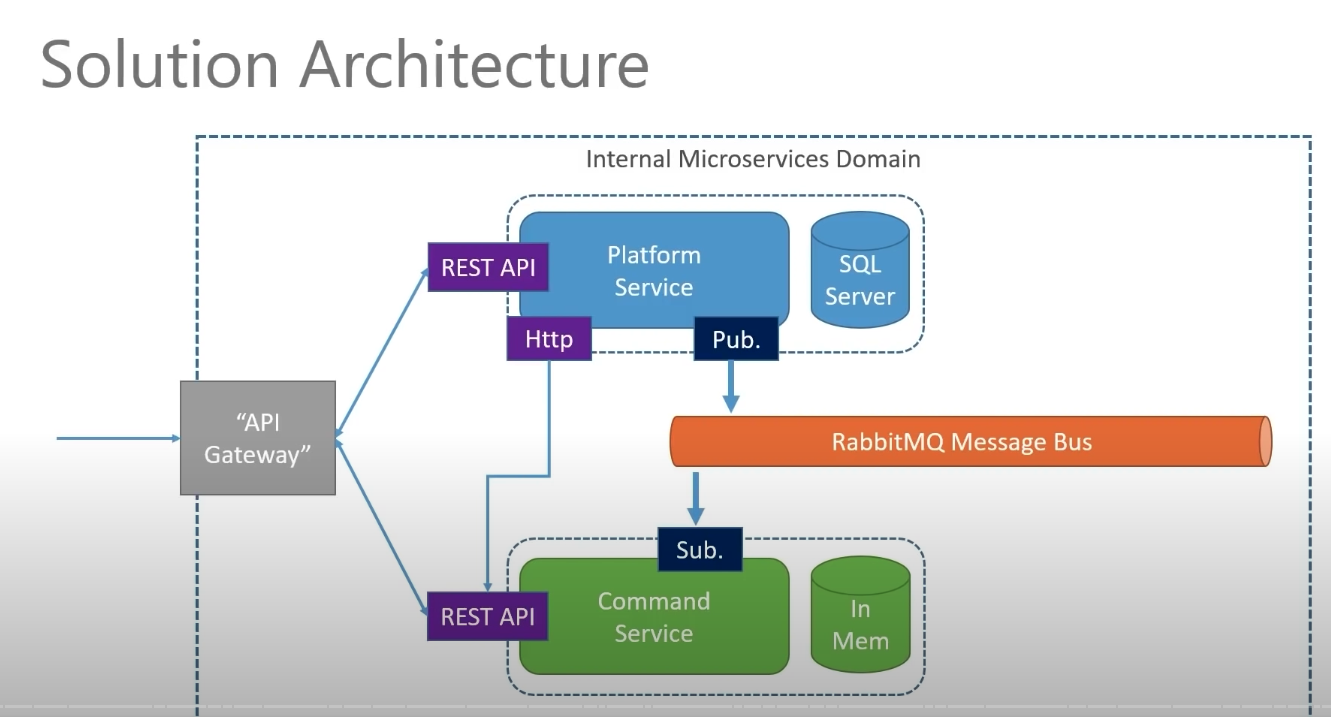 Solution Architecture
Internal Microservices Domain
Platform
Service
SQL
Server
REST API
Http
Pub.
“API
Gateway”
RabbitMQ Message Bus
Sub.
REST API
Command
Service
In
Mem